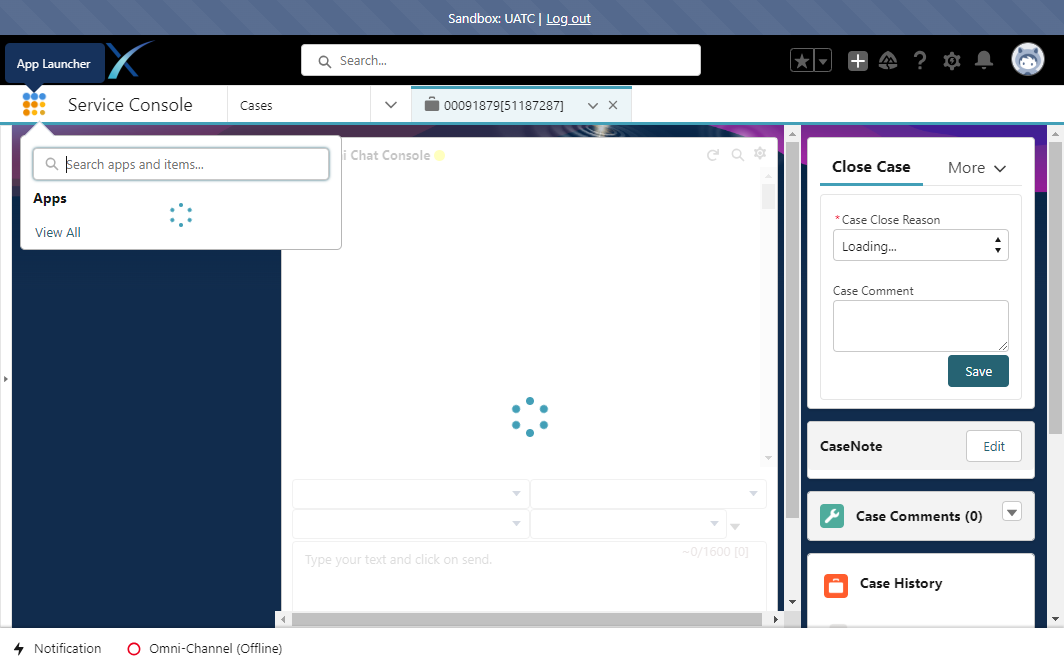 Sandbox: UATC | Log out
App Launcher
Search...
Service Console
Cases
00091879[51187287]
Search apps and items...
Apps
View All
i Chat Console
Close Case
More
*Case Close Reason
Loading...
Case Comment
Save
CaseNote
Edit
Case Comments (0)
Case History
~0/1600 [0]
Type your text and click on send.
Notification
Omni-Channel (Offline)